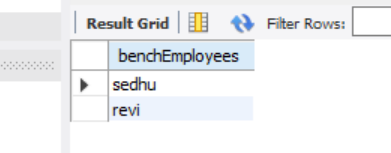 Result Grid Filter Rows:
benchEmployees
sedhu
revi